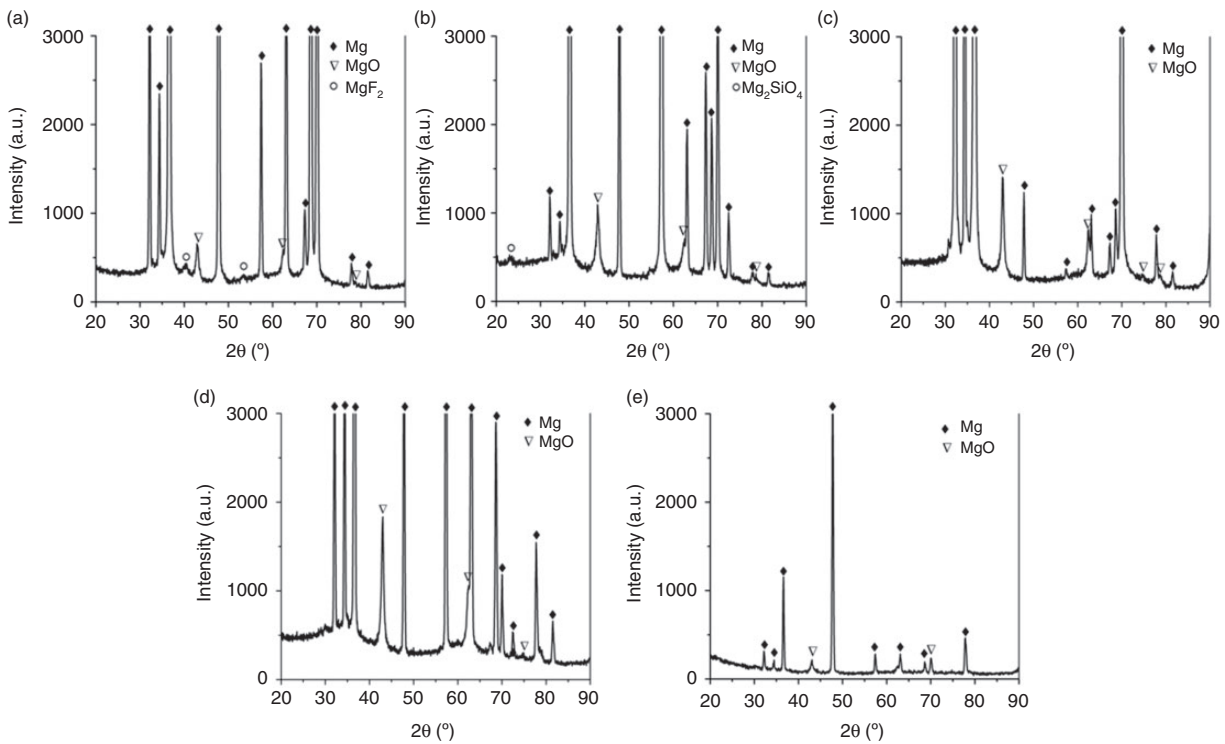 (a)
3000
2000
1000
0
Intensity (a.u.)
♦ Mg
▽ MgO
○ MgF₂
20 30 40 50 60 70 80 90
2θ (º)
(b)
3000
2000
1000
0
Intensity (a.u.)
♦ Mg
▽ MgO
○ Mg₂SiO₄
20 30 40 50 60 70 80 90
2θ (º)
(c)
3000
2000
1000
0
Intensity (a.u.)
♦ Mg
▽ MgO
20 30 40 50 60 70 80 90
2θ (º)
(d)
3000
2000
1000
0
Intensity (a.u.)
♦ Mg
▽ MgO
20 30 40 50 60 70 80 90
2θ (º)
(e)
3000
2000
1000
0
Intensity (a.u.)
♦ Mg
▽ MgO
20 30 40 50 60 70 80 90
2θ (º)